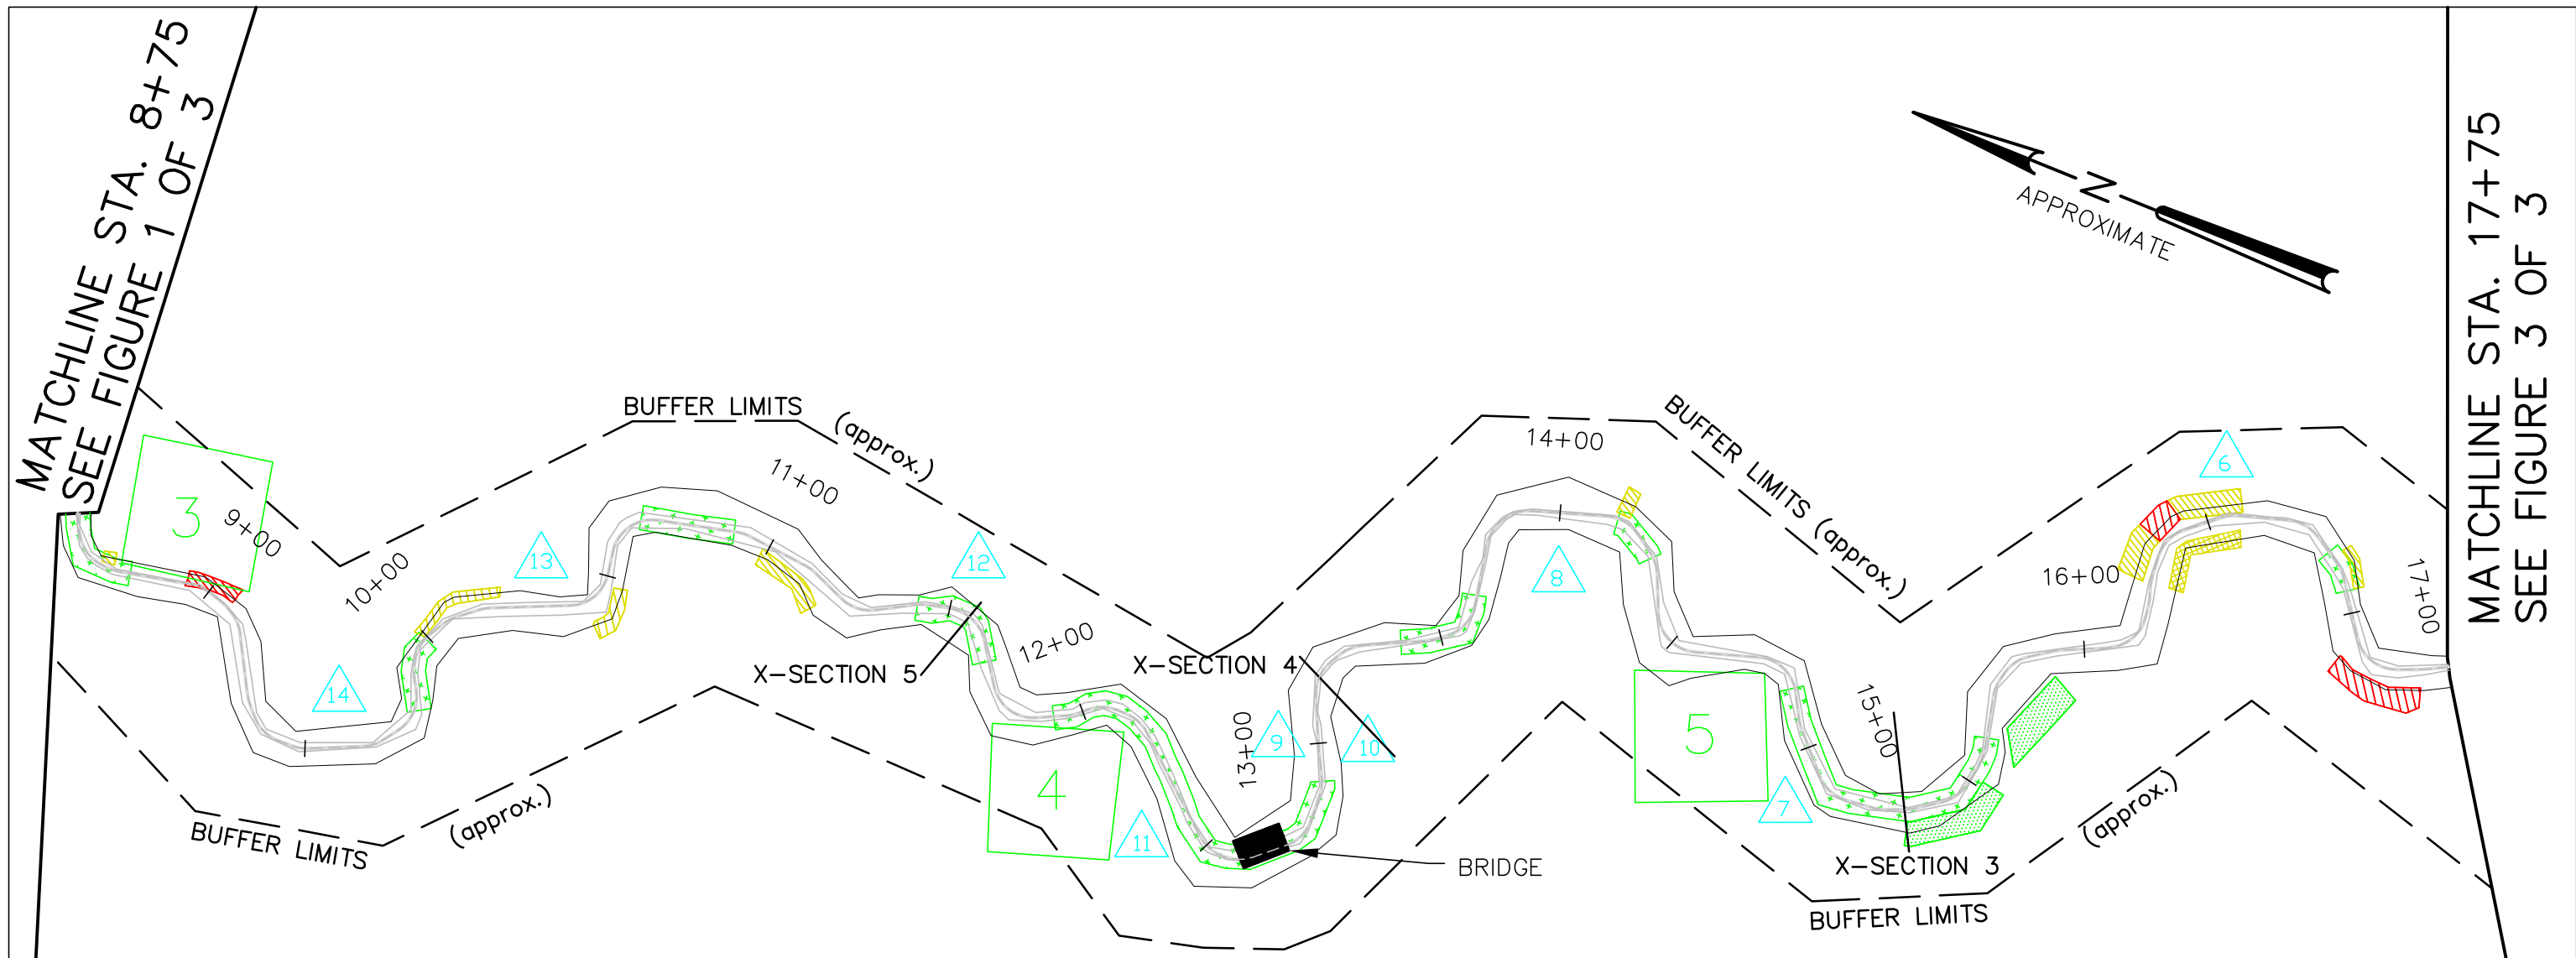 MATCHLINE STA. 8+75
SEE FIGURE 1 OF 3
BUFFER LIMITS (approx.)
3
9+00
10+00
14
13
11+00
BUFFER LIMITS (approx.)
12
X-SECTION 5
12+00
4
11
X-SECTION 4
13+00
9
10
BRIDGE
14+00
8
BUFFER LIMITS (approx.)
5
7
15+00
X-SECTION 3
BUFFER LIMITS (approx.)
16+00
6
17+00
N
APPROXIMATE
MATCHLINE STA. 17+75
SEE FIGURE 3 OF 3